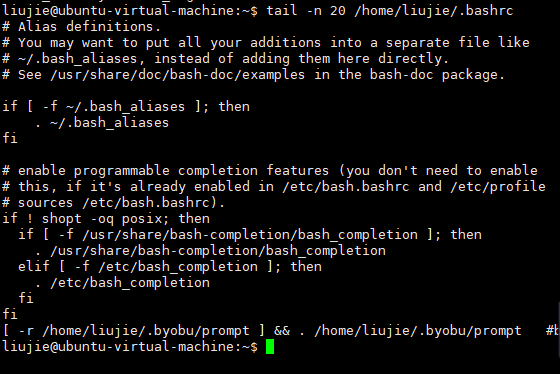 liujie@ubuntu-virtual-machine:~$ tail -n 20 /home/liujie/.bashrc
# Alias definitions.
# You may want to put all your additions into a separate file like
# ~/.bash_aliases, instead of adding them here directly.
# See /usr/share/doc/bash-doc/examples in the bash-doc package.

if [ -f ~/.bash_aliases ]; then
    . ~/.bash_aliases
fi

# enable programmable completion features (you don't need to enable
# this, if it's already enabled in /etc/bash.bashrc and /etc/profile
# sources /etc/bash.bashrc).
if ! shopt -oq posix; then
  if [ -f /usr/share/bash-completion/bash_completion ]; then
    . /usr/share/bash-completion/bash_completion
  elif [ -f /etc/bash_completion ]; then
    . /etc/bash_completion
  fi
fi
[ -r /home/liujie/.byobu/prompt ] && . /home/liujie/.byobu/prompt   #b
liujie@ubuntu-virtual-machine:~$